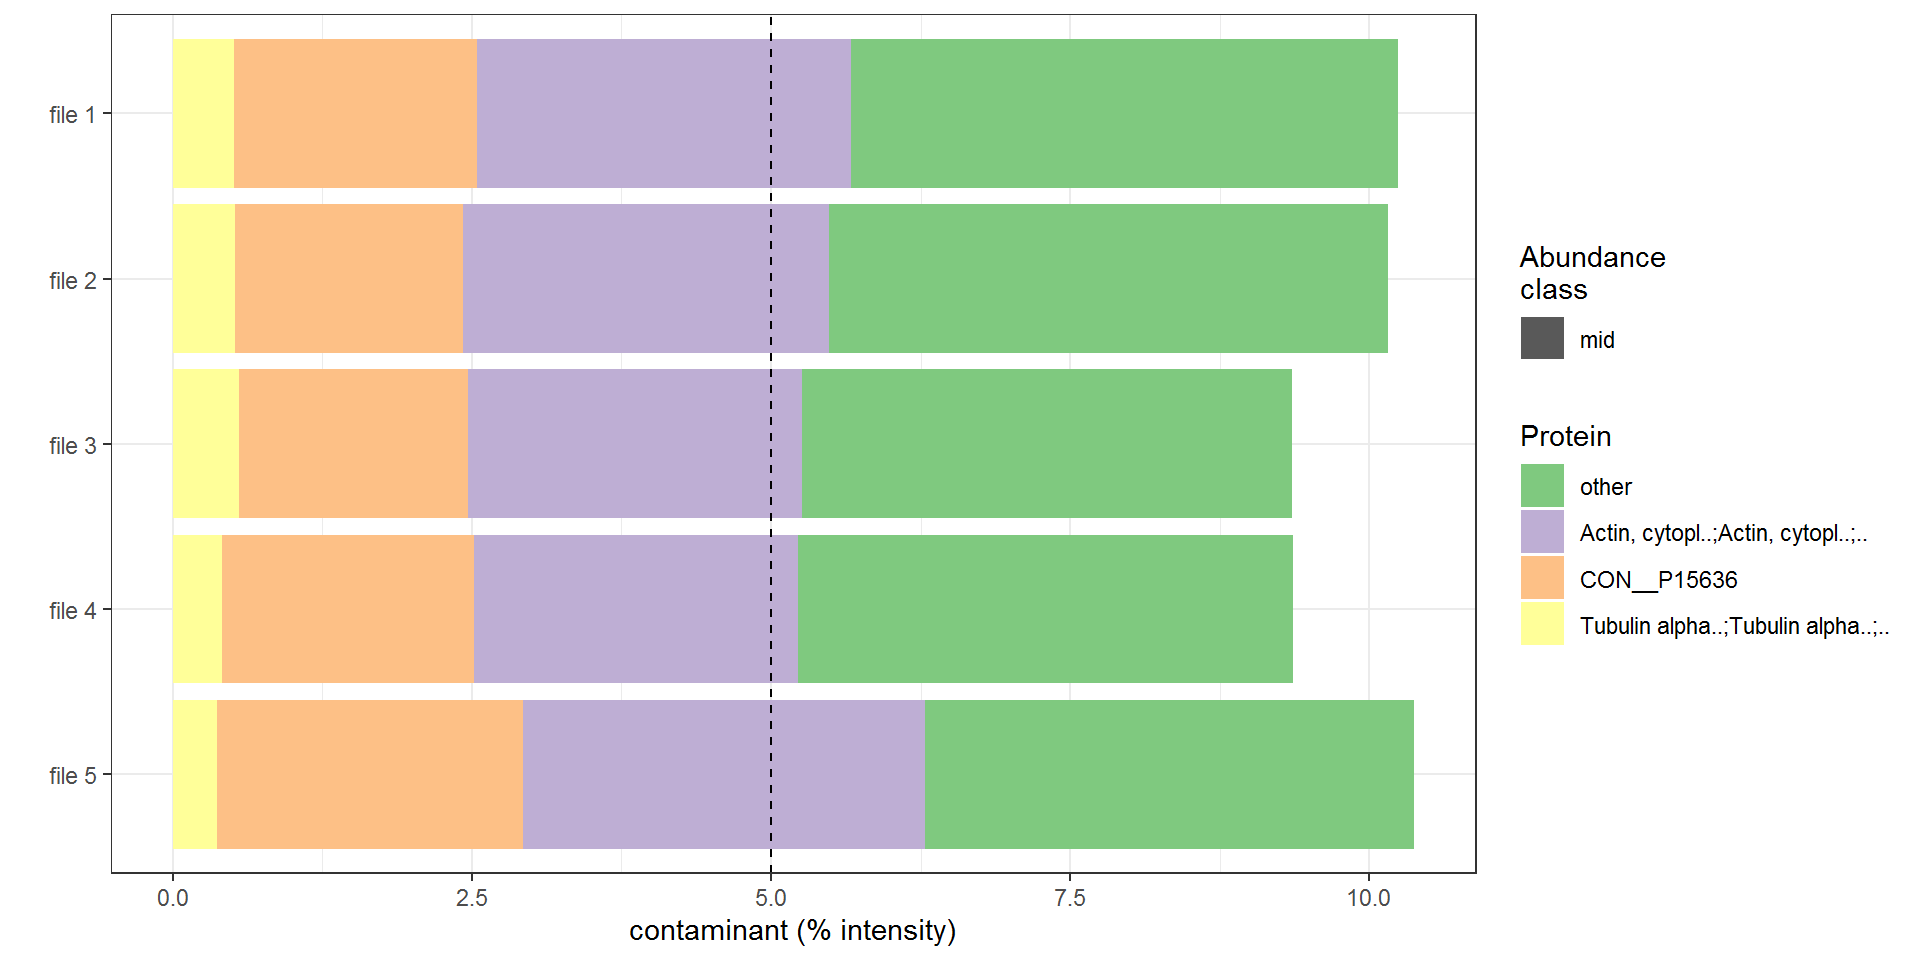 file 1
file 2
file 3
file 4
file 5
0.0
2.5
5.0
7.5
10.0
contaminant (% intensity)
Abundance
class
mid
Protein
other
Actin, cytopl..;Actin, cytopl..;..
CON__P15636
Tubulin alpha..;Tubulin alpha..;..